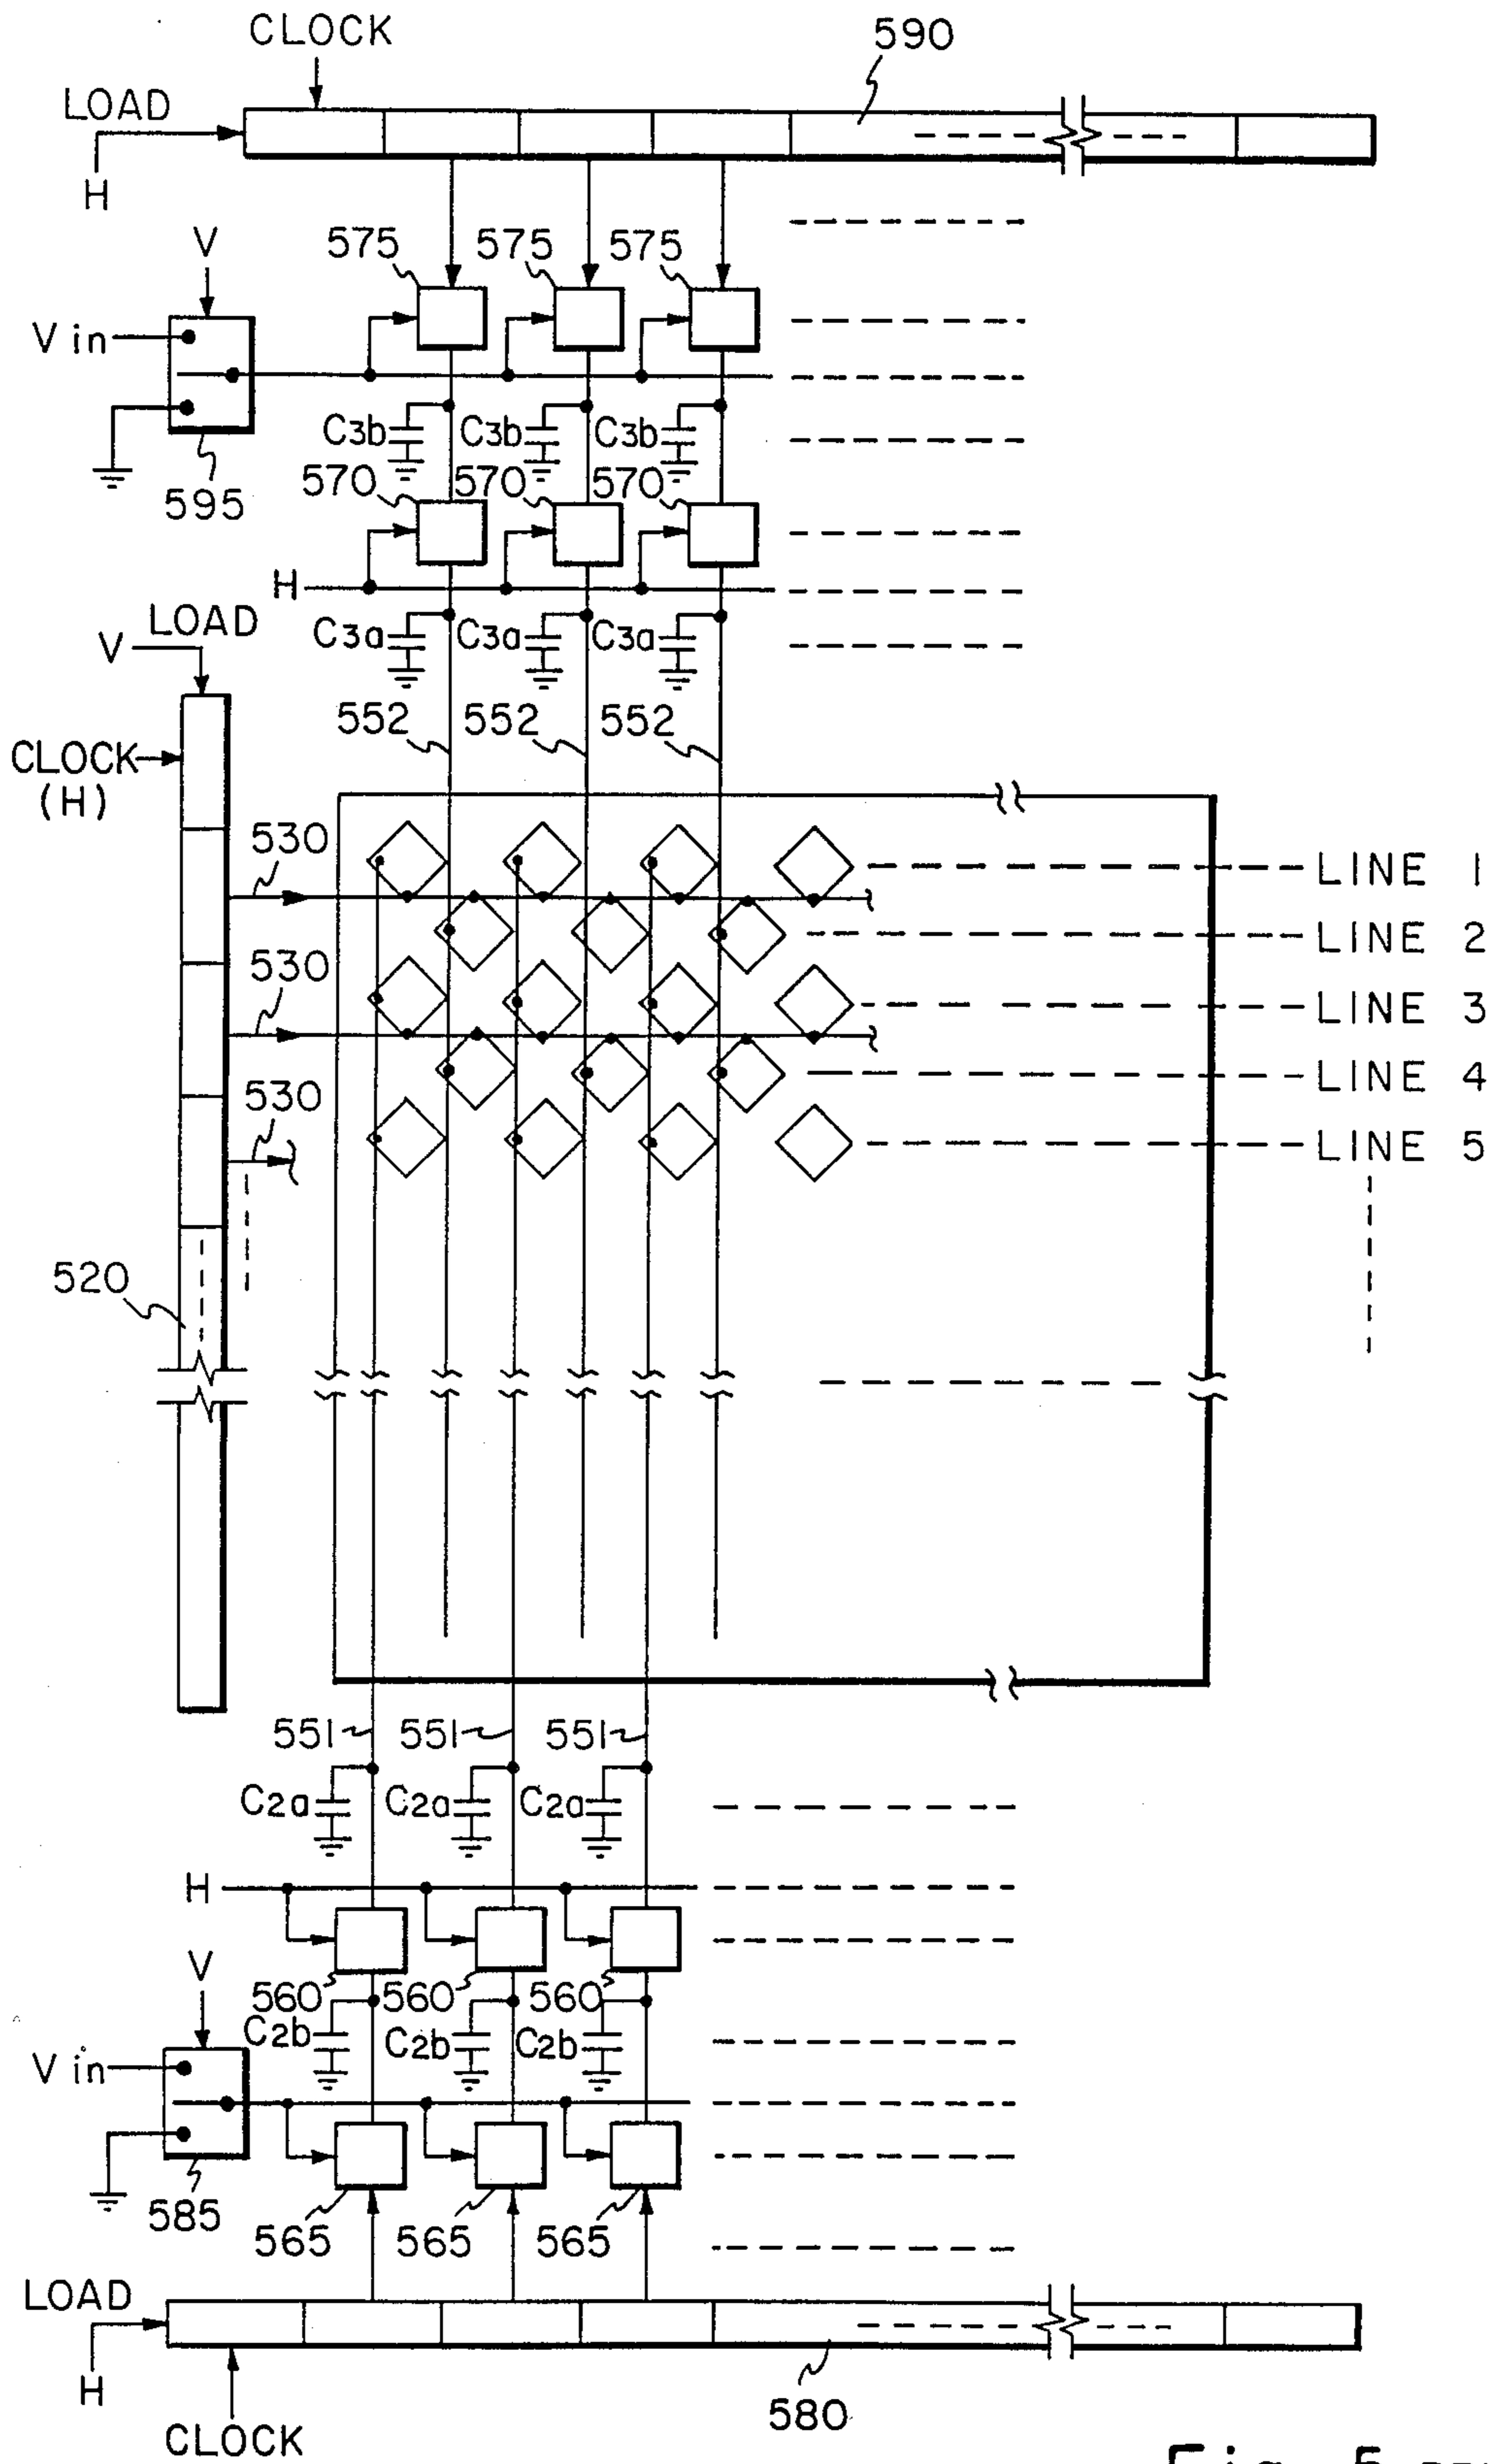 CLOCK
590
LOAD
H
V
575 575 575
V in
C3b C3b C3b
595
570 570 570
H
LOAD
C3a C3a C3a
V
552 552 552
CLOCK
(H)
530
LINE 1
LINE 2
530
LINE 3
LINE 4
530
LINE 5
520
551 551 551
C2a C2a C2a
H
V
560 560 560
C2b C2b C2b
V in
585
565 565 565
LOAD
H
580
CLOCK
Fig. 5